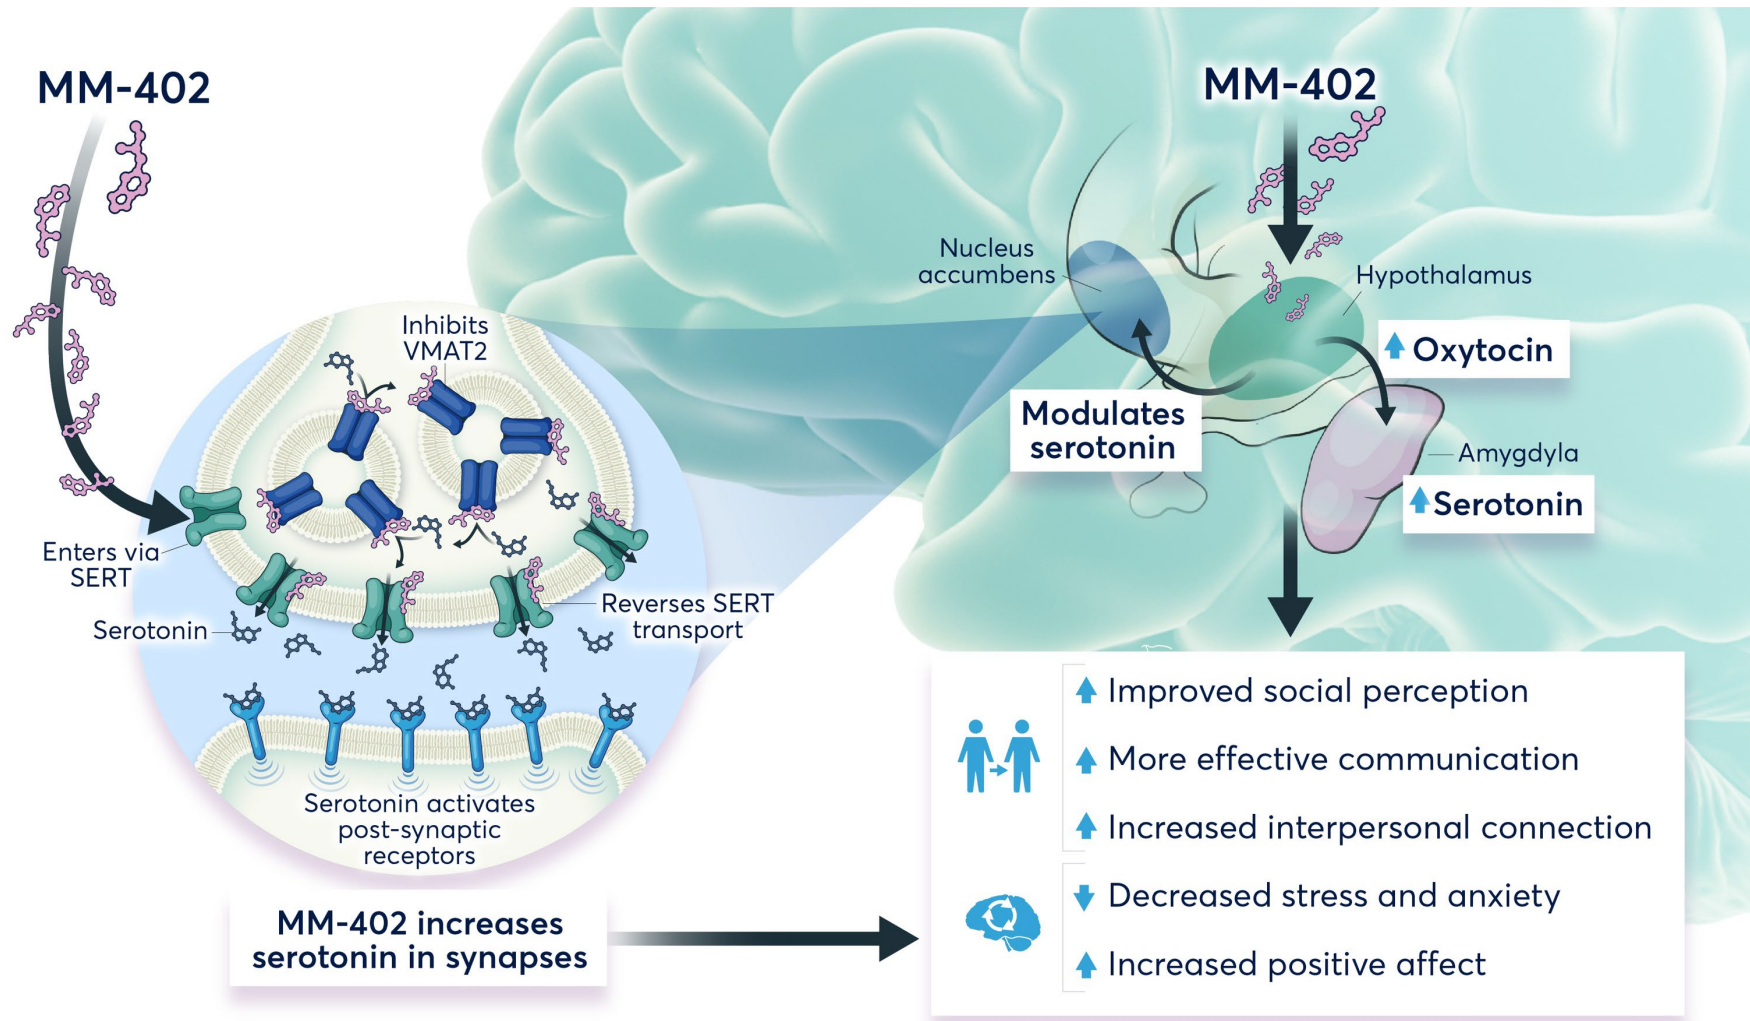 MM-402
Inhibits
VMAT2
Enters via
SERT
Serotonin
Reverses SERT
transport
Serotonin activates
post-synaptic
receptors
MM-402 increases
serotonin in synapses
MM-402
Nucleus
accumbens
Hypothalamus
Oxytocin
Modulates
serotonin
Amygdyla
Serotonin
Improved social perception
More effective communication
Increased interpersonal connection
Decreased stress and anxiety
Increased positive affect